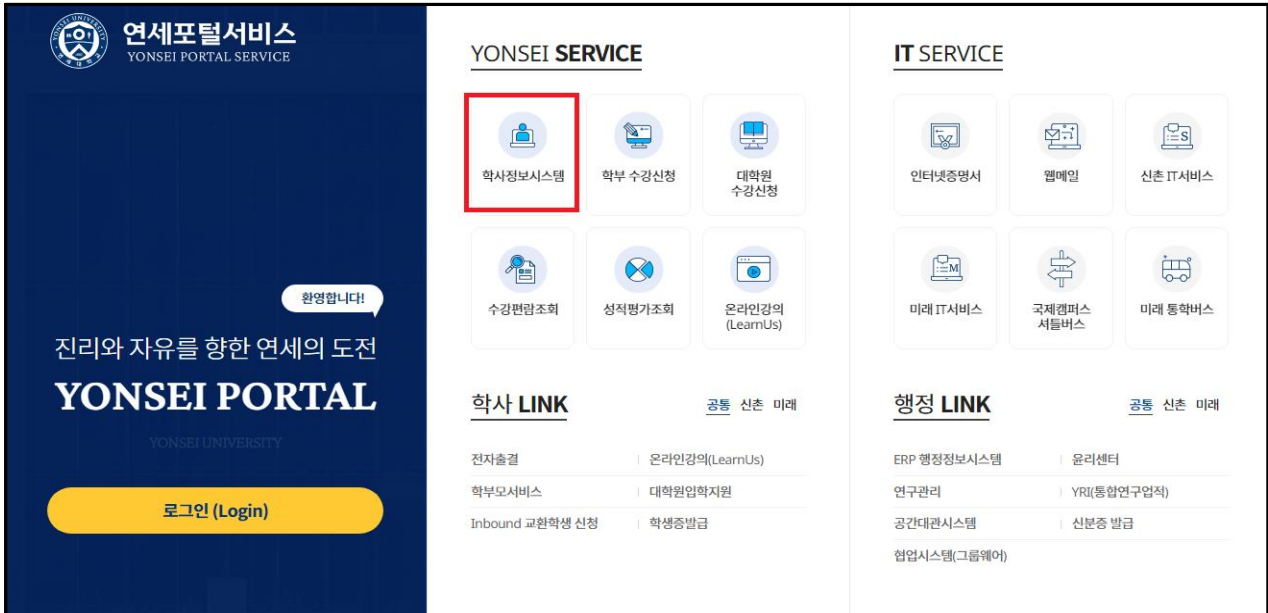 연세포털서비스
YONSEI PORTAL SERVICE
환영합니다!
진리와 자유를 향한 연세의 도전
YONSEI PORTAL
YONSEI UNIVERSITY
로그인 (Login)
YONSEI SERVICE
학사정보시스템
학부 수강신청
대학원
수강신청
수강편람조회
성적평가조회
온라인강의
(LearnUs)
학사 LINK
공통 신촌 미래
전자출결
온라인강의(LearnUs)
학부모서비스
대학원입학지원
Inbound 교환학생 신청
학생증발급
IT SERVICE
인터넷증명서
웹메일
신촌 IT서비스
미래 IT서비스
국제캠퍼스
셔틀버스
미래 통학버스
행정 LINK
공통 신촌 미래
ERP 행정정보시스템
윤리센터
연구관리
YRI(통합연구업적)
공간대관시스템
신분증 발급
협업시스템(그룹웨어)